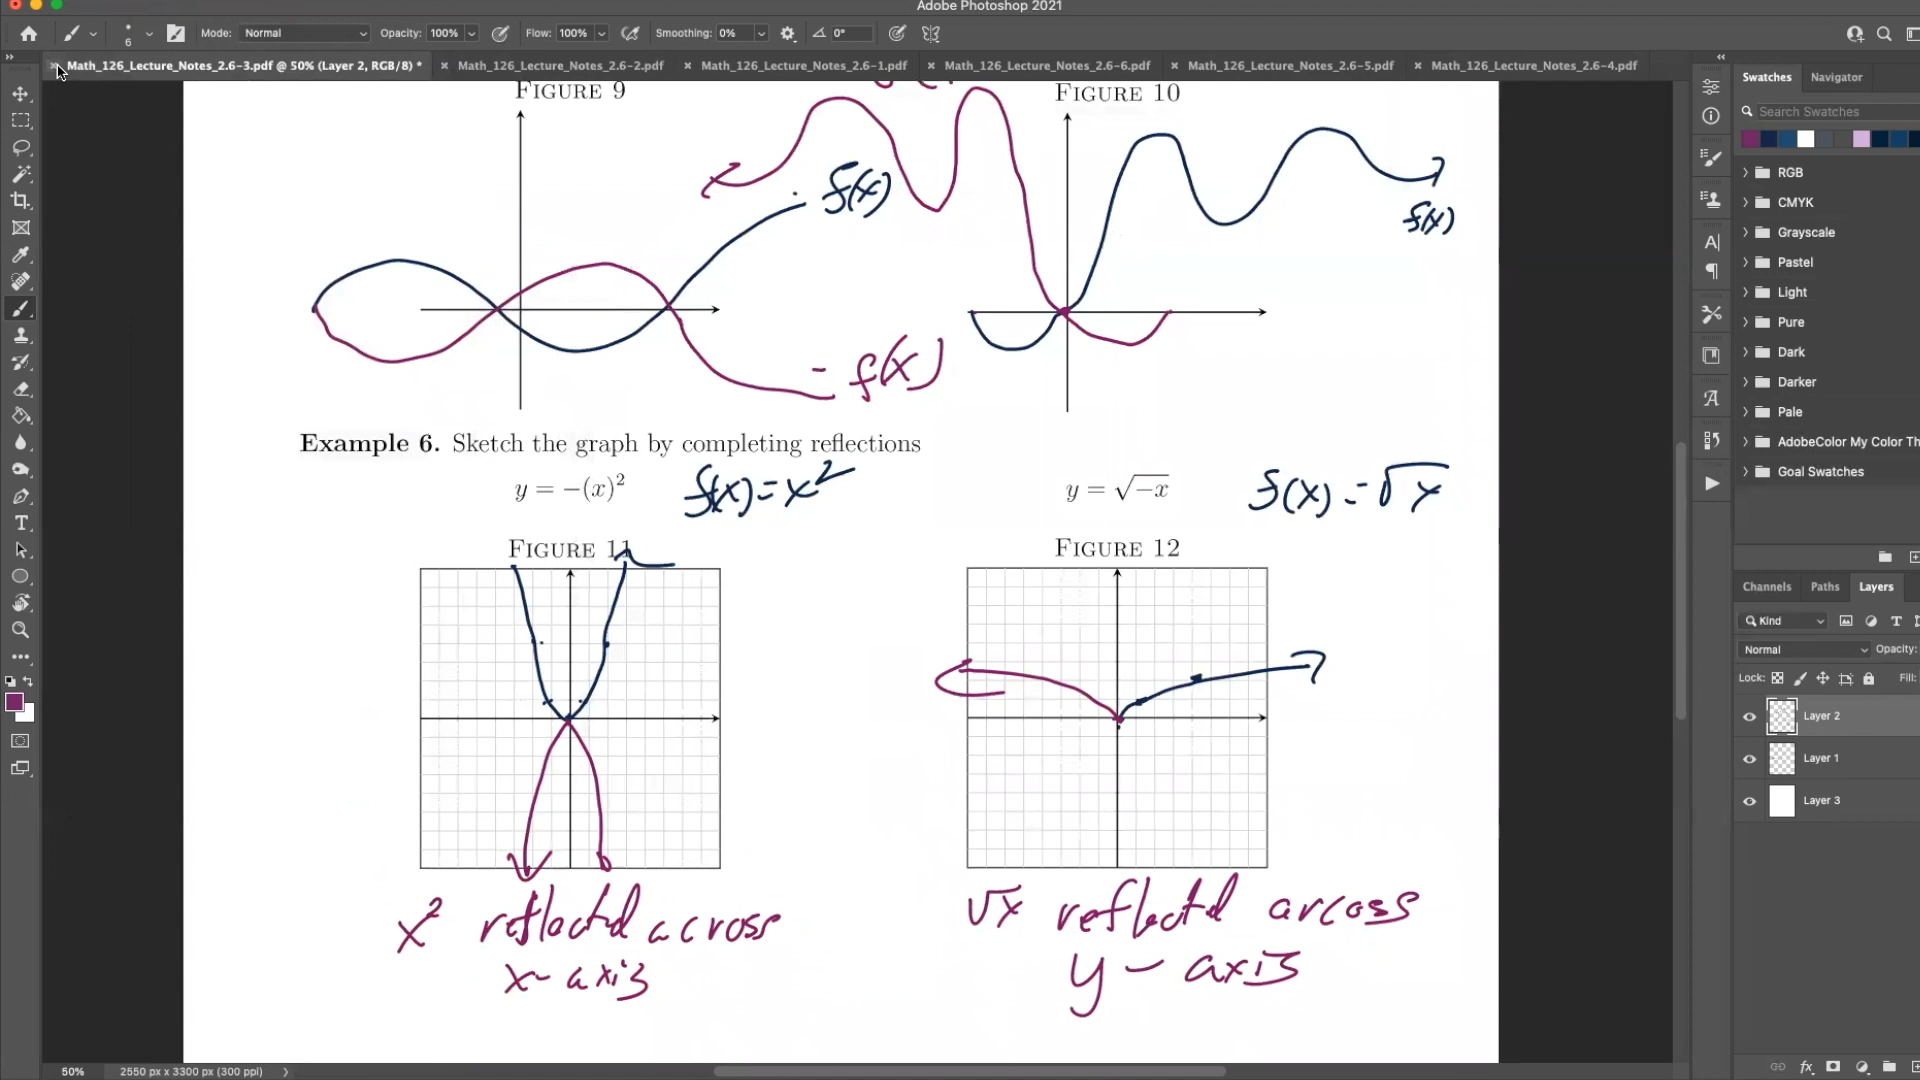 Adobe Photoshop 2021
6 Mode: Normal Opacity: 100% Flow: 100% Smoothing: 0% 0°
Math_126_Lecture_Notes_2.6-3.pdf @ 50% (Layer 2, RGB/8) * Math_126_Lecture_Notes_2.6-2.pdf Math_126_Lecture_Notes_2.6-1.pdf Math_126_Lecture_Notes_2.6-6.pdf Math_126_Lecture_Notes_2.6-5.pdf Math_126_Lecture_Notes_2.6-4.pdf
FIGURE 9 FIGURE 10
f(x)
f(x)
- f(x)
Example 6. Sketch the graph by completing reflections
y = −(x)² f(x)=x² y = √−x f(x)=√x
FIGURE 11 FIGURE 12
x² reflected across
x-axis
√x reflectd arcoss
y - axis
50% 2550 px x 3300 px (300 ppi)
Swatches Navigator
Search Swatches
RGB
CMYK
Grayscale
Pastel
Light
Pure
Dark
Darker
Pale
AdobeColor My Color Th
Goal Swatches
Channels Paths Layers
Kind
Normal Opacity:
Lock: Fill:
Layer 2
Layer 1
Layer 3
fx